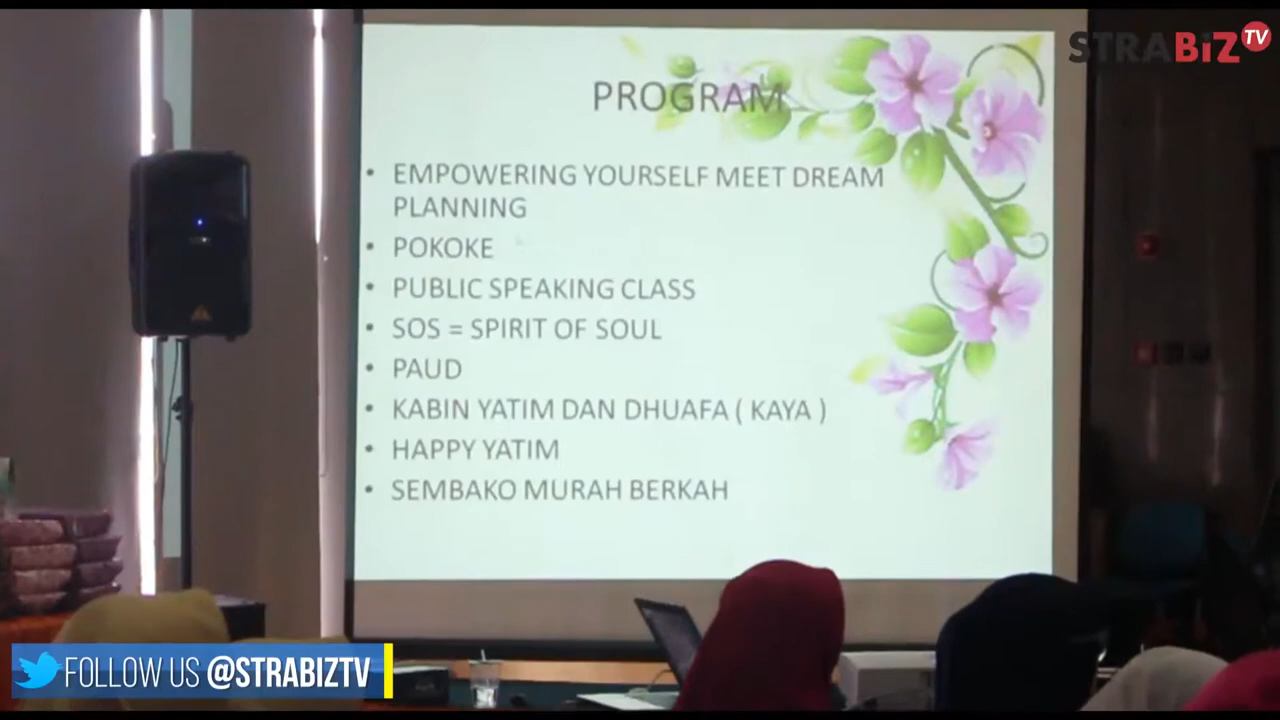 STRABiZ TV
PROGRAM
• EMPOWERING YOURSELF MEET DREAM
PLANNING
• POKOKE
• PUBLIC SPEAKING CLASS
• SOS = SPIRIT OF SOUL
• PAUD
• KABIN YATIM DAN DHUAFA ( KAYA )
• HAPPY YATIM
• SEMBAKO MURAH BERKAH
FOLLOW US @STRABIZTV